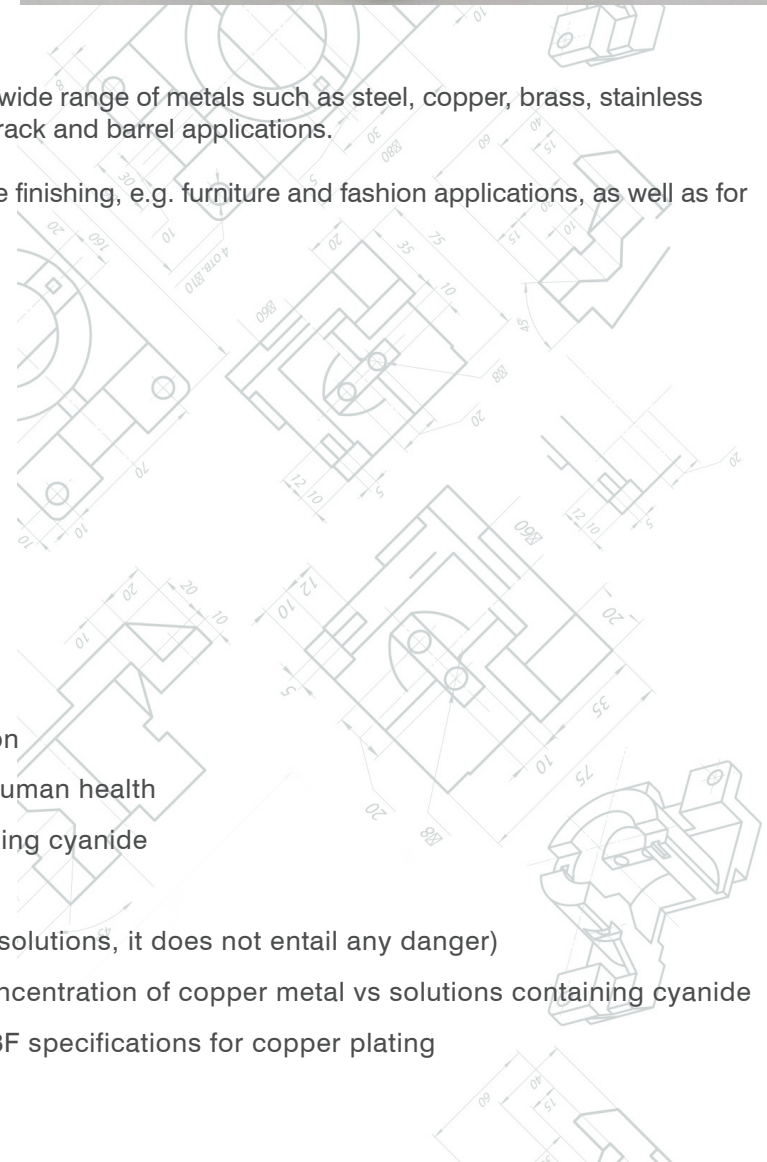 wide range of metals such as steel, copper, brass, stainless
rack and barrel applications.
e finishing, e.g. furniture and fashion applications, as well as for
on
uman health
ing cyanide
solutions, it does not entail any danger)
ncentration of copper metal vs solutions containing cyanide
BF specifications for copper plating